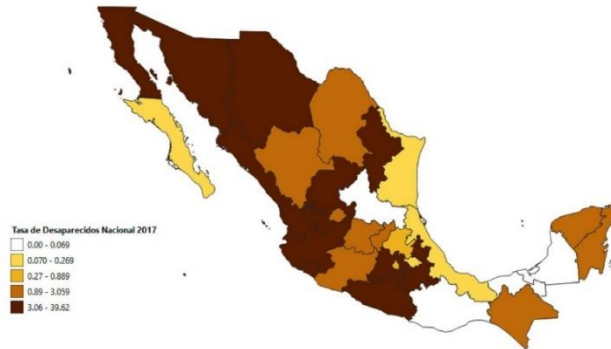 Tasa de Desaparecidos Nacional 2017
0.00 - 0.069
0.070 - 0.269
0.27 - 0.889
0.89 - 3.059
3.06 - 39.62